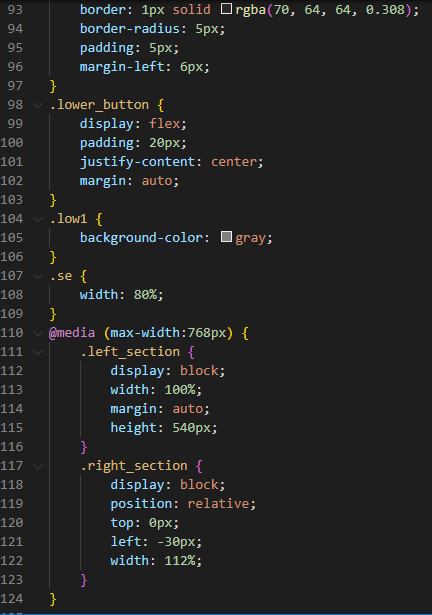 93 border: 1px solid rgba(70, 64, 64, 0.308);
94 border-radius: 5px;
95 padding: 5px;
96 margin-left: 6px;
97 }
98 .lower_button {
99 display: flex;
100 padding: 20px;
101 justify-content: center;
102 margin: auto;
103 }
104 .low1 {
105 background-color: gray;
106 }
107 .se {
108 width: 80%;
109 }
110 @media (max-width:768px) {
111 .left_section {
112 display: block;
113 width: 100%;
114 margin: auto;
115 height: 540px;
116 }
117 .right_section {
118 display: block;
119 position: relative;
120 top: 0px;
121 left: -30px;
122 width: 112%;
123 }
124 }